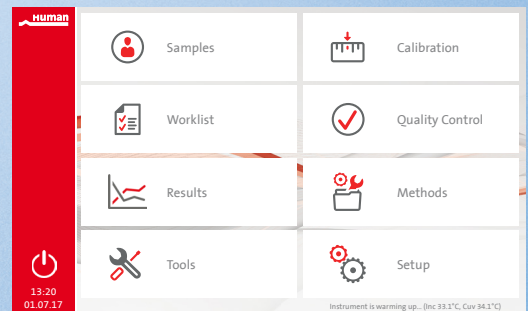 Human
Samples
Calibration
Worklist
Quality Control
Results
Methods
Tools
Setup
13:20
01.07.17
Instrument is warming up... (Inc 33.1°C, Cuv 34.1°C)